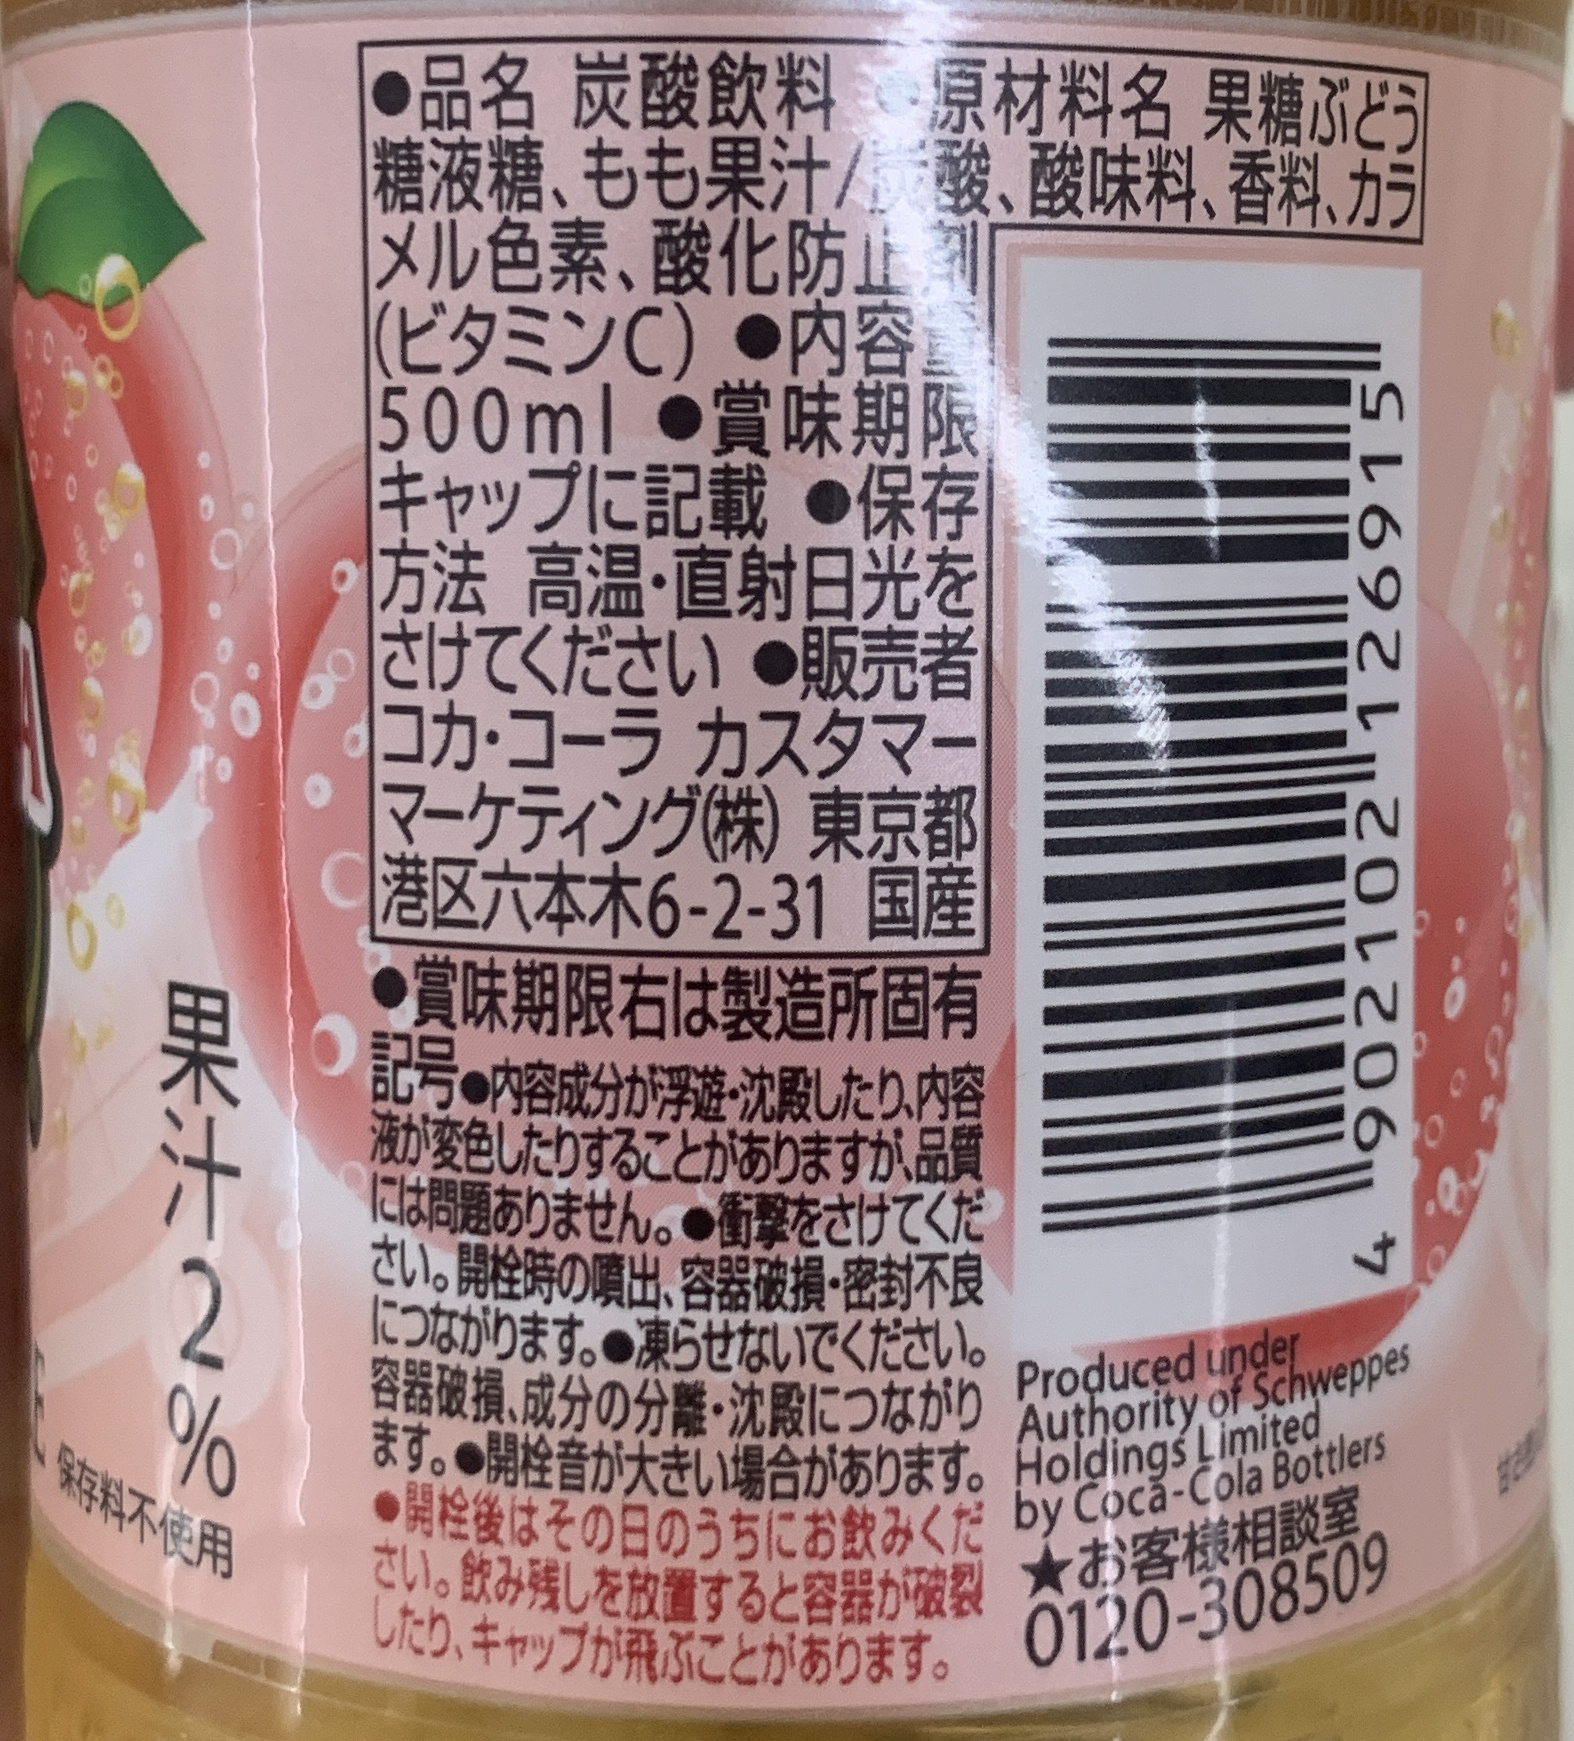 ●品名 炭酸飲料 ●原材料名 果糖ぶどう
糖液糖、もも果汁/炭酸、酸味料、香料、カラ
メル色素、酸化防止剤
(ビタミンC) ●内容量
500ml ●賞味期限
キャップに記載 ●保存
方法 高温・直射日光を
さけてください ●販売者
コカ・コーラ カスタマー
マーケティング(株) 東京都
港区六本木6-2-31 国産
●賞味期限右は製造所固有
記号●内容成分が浮遊・沈殿したり、内容
液が変色したりすることがありますが、品質
には問題ありません。●衝撃をさけてくだ
さい。開栓時の噴出、容器破損・密封不良
につながります。●凍らせないでください。
容器破損、成分の分離・沈殿につながり
ます。●開栓音が大きい場合があります。
●開栓後はその日のうちにお飲みくだ
さい。飲み残しを放置すると容器が破裂
したり、キャップが飛ぶことがあります。
4902102126915
Produced under
Authority of Schweppes
Holdings Limited
by Coca-Cola Bottlers
★お客様相談室
0120-308509
果汁2%
保存料不使用